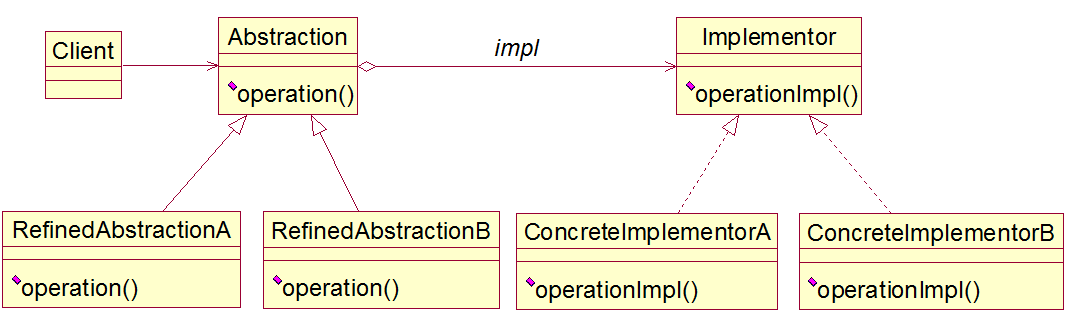 Client
Abstraction
operation()
impl
Implementor
operationImpl()
RefinedAbstractionA
operation()
RefinedAbstractionB
operation()
ConcreteImplementorA
operationImpl()
ConcreteImplementorB
operationImpl()